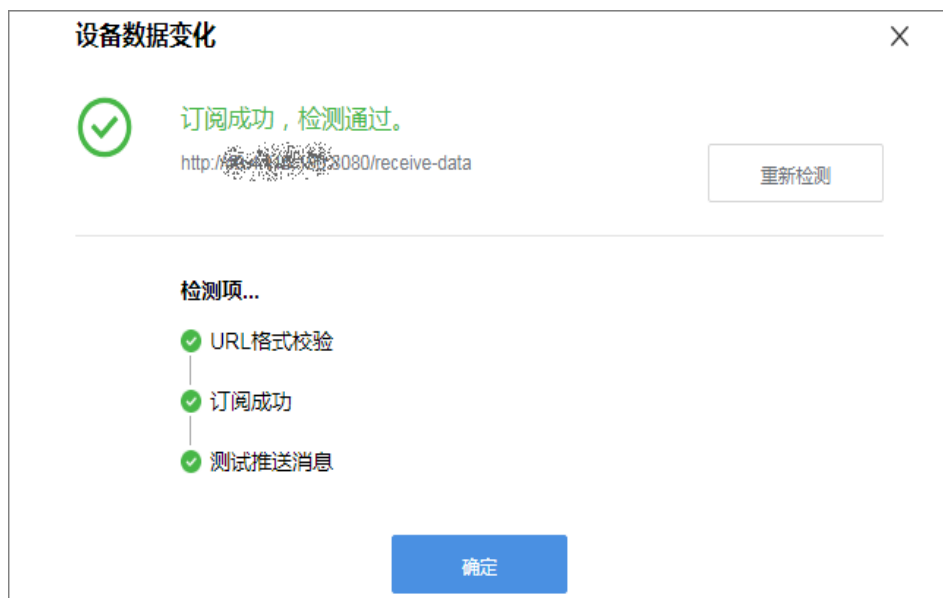 设备数据变化
订阅成功，检测通过。
http://:3080/receive-data
重新检测
检测项...
URL格式校验
订阅成功
测试推送消息
确定